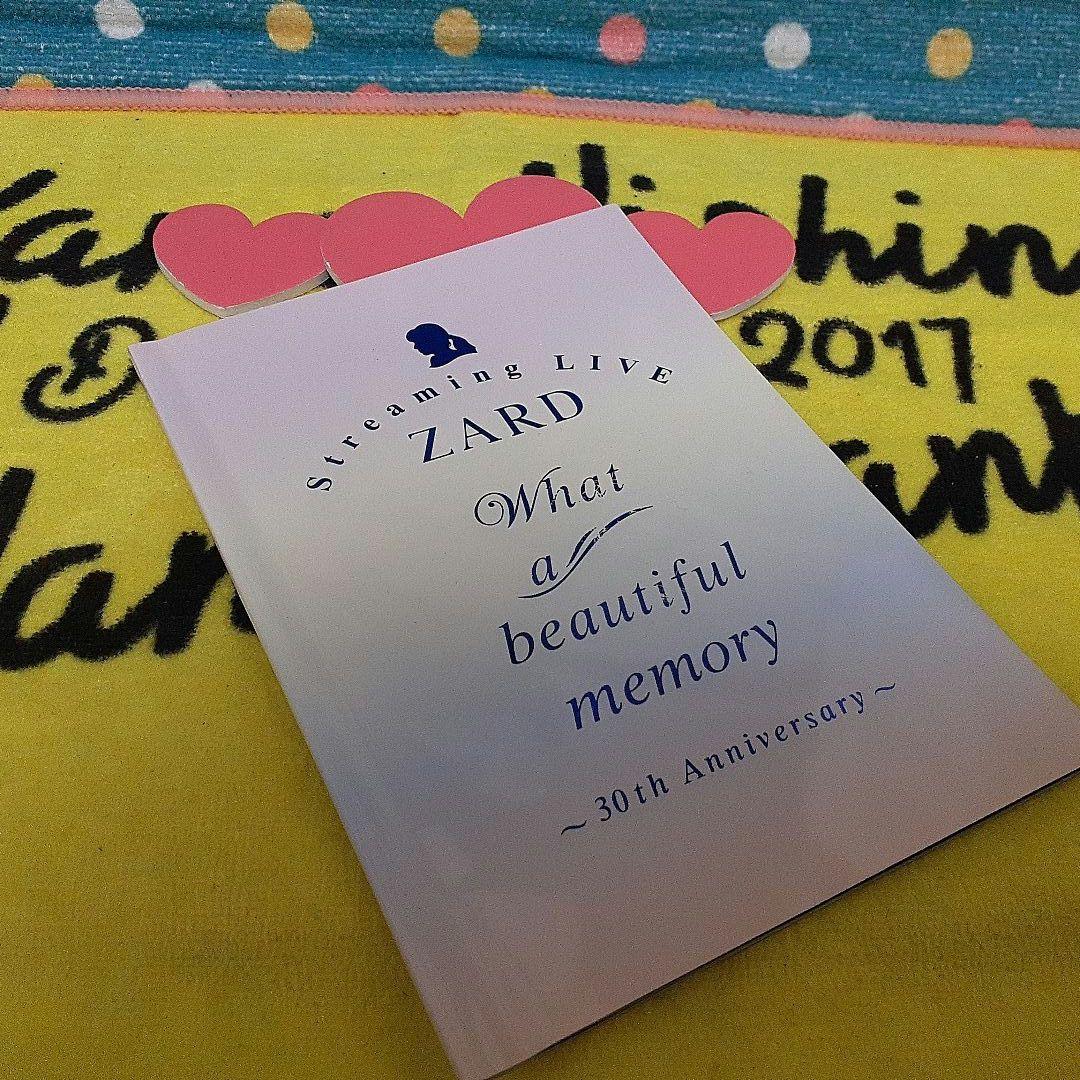 2017
Streaming LIVE
ZARD
What
a
beautiful
memory
～30th Anniversary～